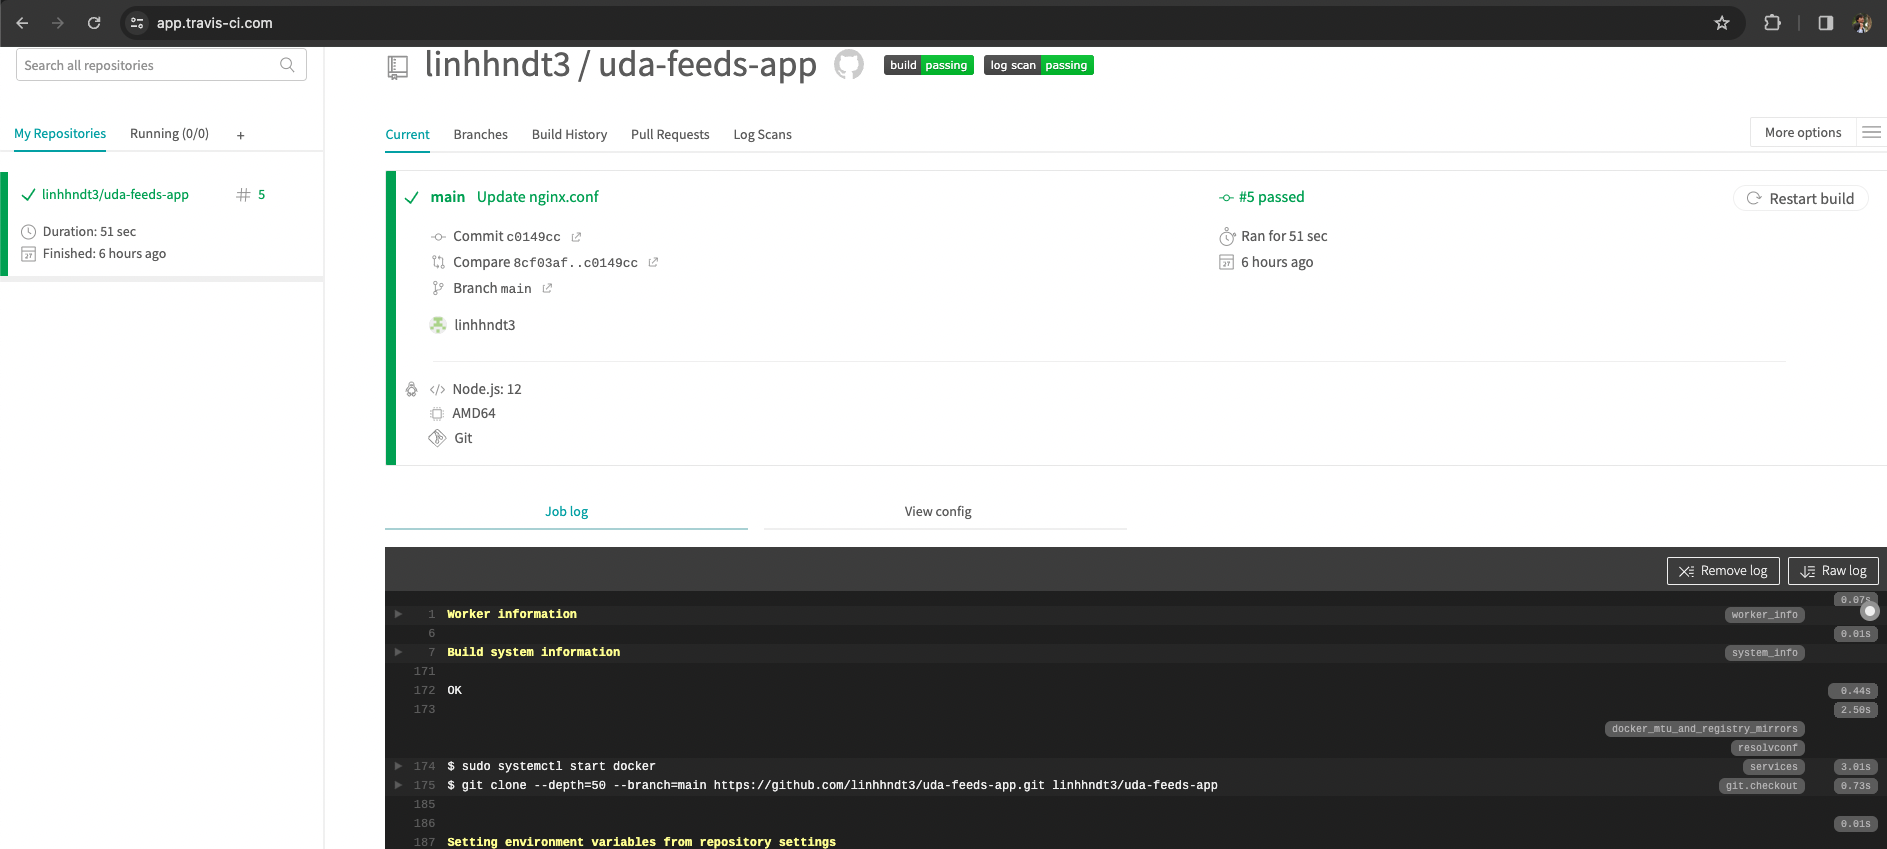 app.travis-ci.com
Search all repositories
My Repositories Running (0/0) +
linhhndt3/uda-feeds-app # 5
Duration: 51 sec
Finished: 6 hours ago
linhhndt3 / uda-feeds-app build passing log scan passing
Current Branches Build History Pull Requests Log Scans More options
main Update nginx.conf
Commit c0149cc
Compare 8cf03af..c0149cc
Branch main
linhhndt3
#5 passed
Ran for 51 sec
6 hours ago
Restart build
Node.js: 12
AMD64
Git
Job log View config
Remove log Raw log
0.07s
1 Worker information worker_info
6 0.01s
7 Build system information system_info
171
172 OK 0.44s
173 2.50s
docker_mtu_and_registry_mirrors
resolvconf
174 $ sudo systemctl start docker services 3.01s
175 $ git clone --depth=50 --branch=main https://github.com/linhhndt3/uda-feeds-app.git linhhndt3/uda-feeds-app git.checkout 0.73s
185
186 0.01s
187 Setting environment variables from repository settings